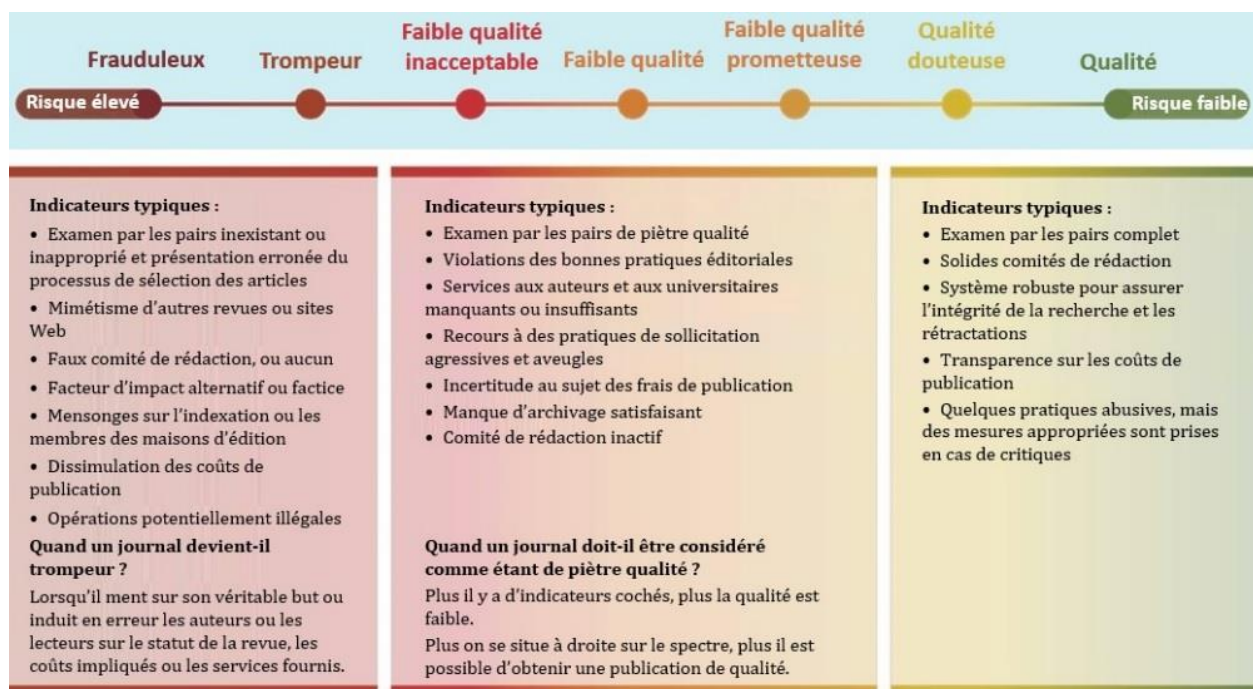 Frauduleux
Trompeur
Faible qualité
inacceptable
Faible qualité
Faible qualité
prometteuse
Qualité
douteuse
Qualité
Risque élevé
Risque faible
Indicateurs typiques :
• Examen par les pairs inexistant ou
inapproprié et présentation erronée du
processus de sélection des articles
• Mimétisme d'autres revues ou sites
Web
• Faux comité de rédaction, ou aucun
• Facteur d'impact alternatif ou factice
• Mensonges sur l'indexation ou les
membres des maisons d'édition
• Dissimulation des coûts de
publication
• Opérations potentiellement illégales
Quand un journal devient-il
trompeur ?
Lorsqu'il ment sur son véritable but ou
induit en erreur les auteurs ou les
lecteurs sur le statut de la revue, les
coûts impliqués ou les services fournis.
Indicateurs typiques :
• Examen par les pairs de piètre qualité
• Violations des bonnes pratiques éditoriales
• Services aux auteurs et aux universitaires
manquants ou insuffisants
• Recours à des pratiques de sollicitation
agressives et aveugles
• Incertitude au sujet des frais de publication
• Manque d'archivage satisfaisant
• Comité de rédaction inactif
Quand un journal doit-il être considéré
comme étant de piètre qualité ?
Plus il y a d'indicateurs cochés, plus la qualité est
faible.
Plus on se situe à droite sur le spectre, plus il est
possible d'obtenir une publication de qualité.
Indicateurs typiques :
• Examen par les pairs complet
• Solides comités de rédaction
• Système robuste pour assurer
l'intégrité de la recherche et les
rétractations
• Transparence sur les coûts de
publication
• Quelques pratiques abusives, mais
des mesures appropriées sont prises
en cas de critiques